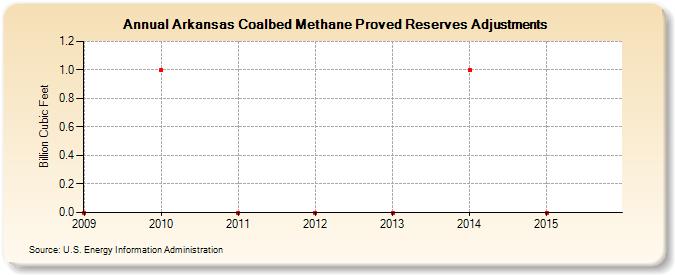 Annual Arkansas Coalbed Methane Proved Reserves Adjustments
Billion Cubic Feet
1.2
1.0
0.8
0.6
0.4
0.2
0.0
2009 2010 2011 2012 2013 2014 2015
Source: U.S. Energy Information Administration